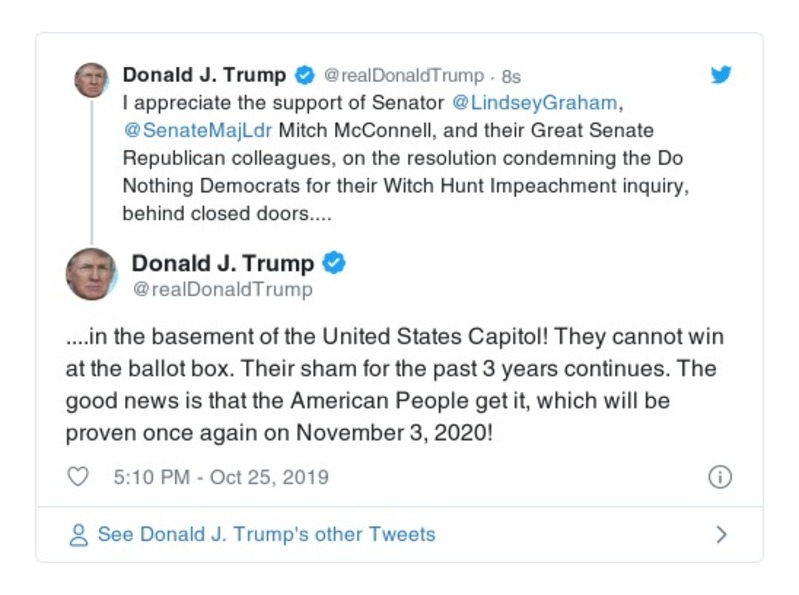 Donald J. Trump @realDonaldTrump · 8s
I appreciate the support of Senator @LindseyGraham,
@SenateMajLdr Mitch McConnell, and their Great Senate
Republican colleagues, on the resolution condemning the Do
Nothing Democrats for their Witch Hunt Impeachment inquiry,
behind closed doors....
Donald J. Trump
@realDonaldTrump
....in the basement of the United States Capitol! They cannot win
at the ballot box. Their sham for the past 3 years continues. The
good news is that the American People get it, which will be
proven once again on November 3, 2020!
5:10 PM - Oct 25, 2019
See Donald J. Trump's other Tweets